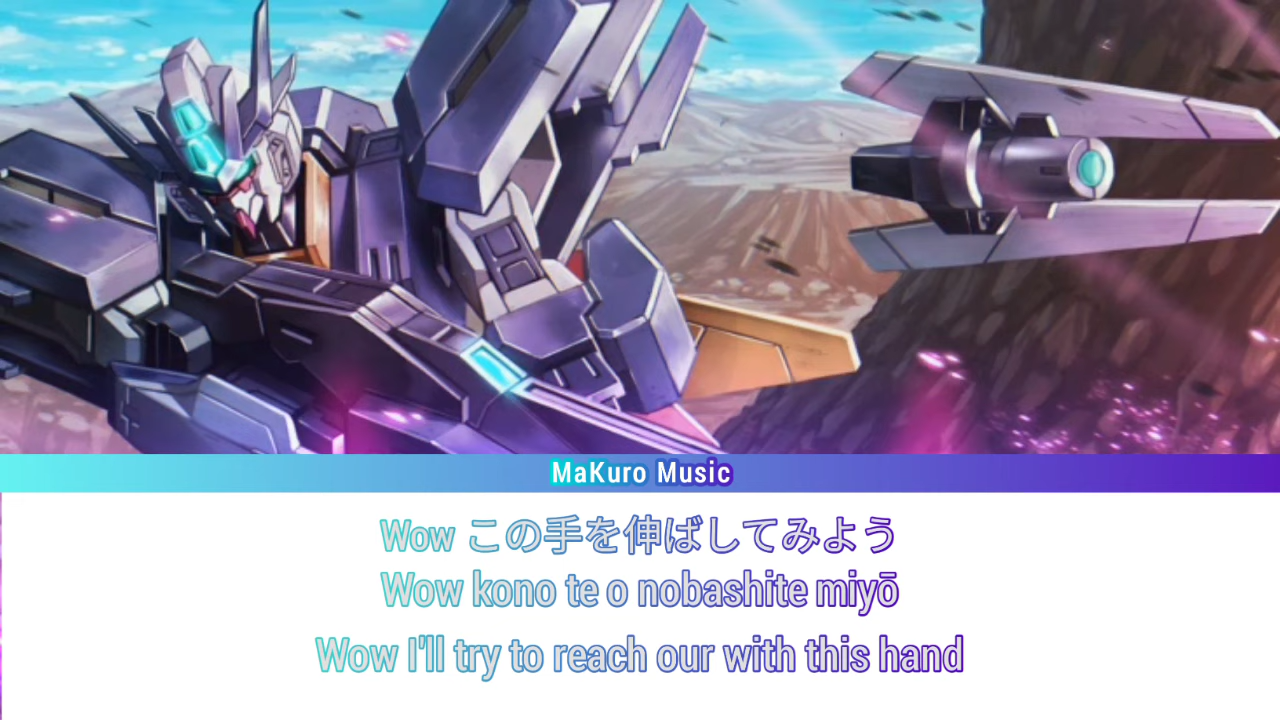 MaKuro Music
Wow この手を伸ばしてみよう
Wow kono te o nobashite miyō
Wow I'll try to reach our with this hand